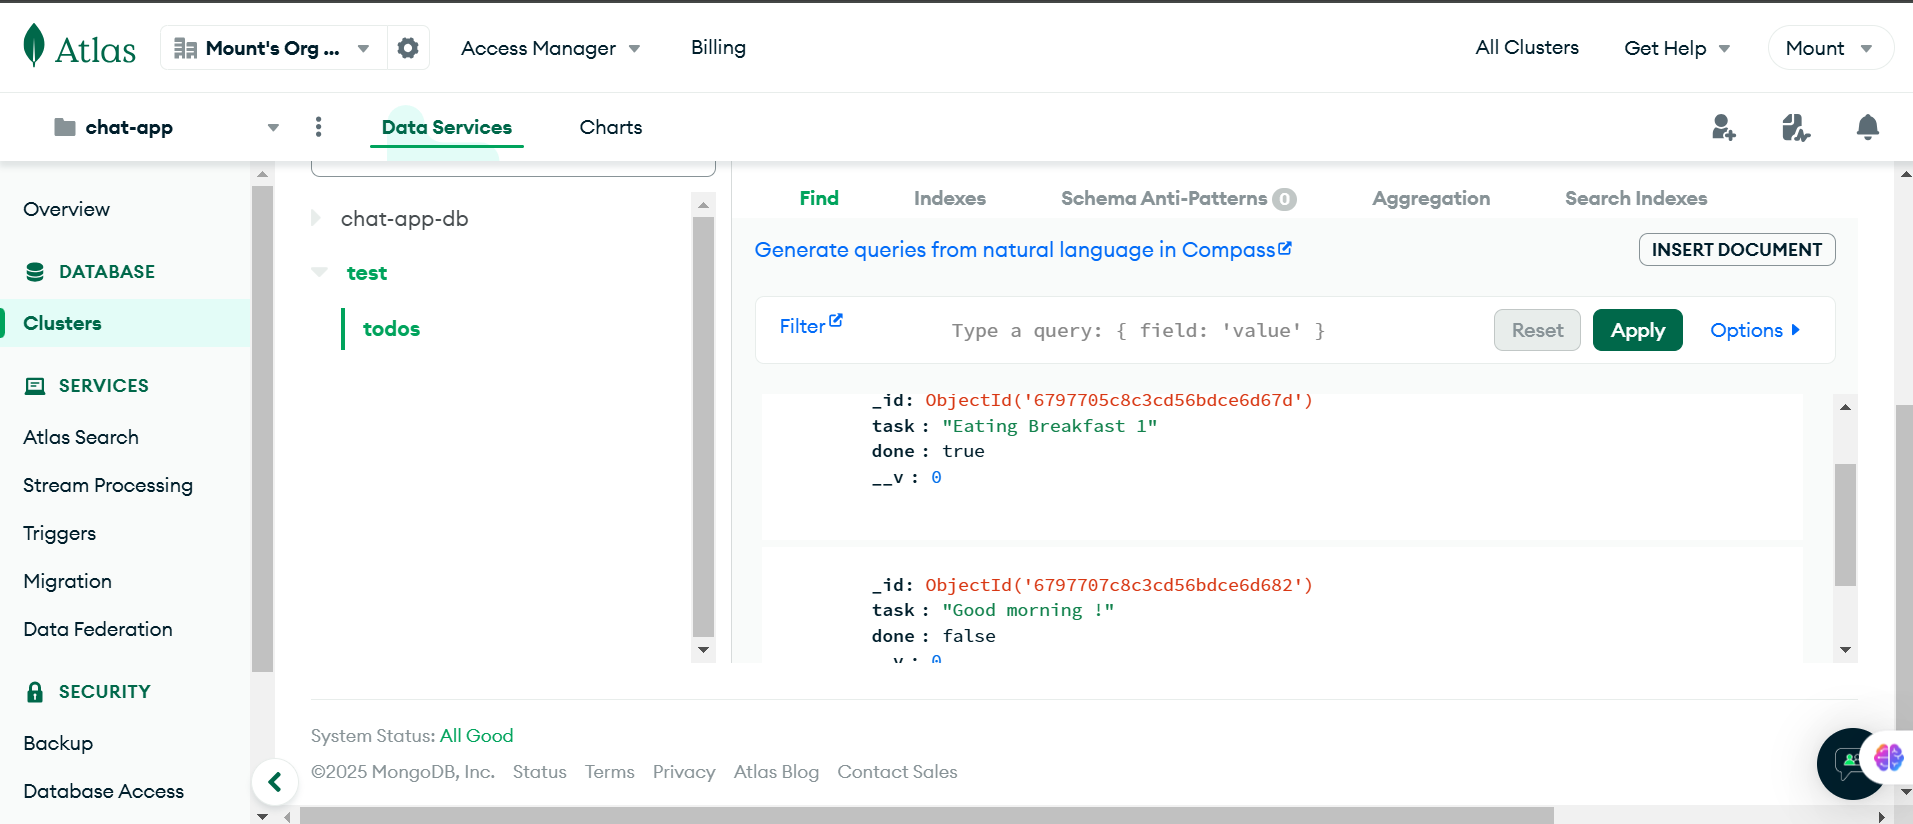 Atlas
Mount's Org ...
Access Manager
Billing
All Clusters
Get Help
Mount
chat-app
Data Services
Charts
Overview
DATABASE
Clusters
SERVICES
Atlas Search
Stream Processing
Triggers
Migration
Data Federation
SECURITY
Backup
Database Access
chat-app-db
test
todos
Find
Indexes
Schema Anti-Patterns 0
Aggregation
Search Indexes
Generate queries from natural language in Compass
INSERT DOCUMENT
Filter
Type a query: { field: 'value' }
Reset
Apply
Options
_id: ObjectId('6797705c8c3cd56bdce6d67d')
task : "Eating Breakfast 1"
done : true
__v : 0
_id: ObjectId('6797707c8c3cd56bdce6d682')
task : "Good morning !"
done : false
__v : 0
System Status: All Good
©2025 MongoDB, Inc.
Status
Terms
Privacy
Atlas Blog
Contact Sales